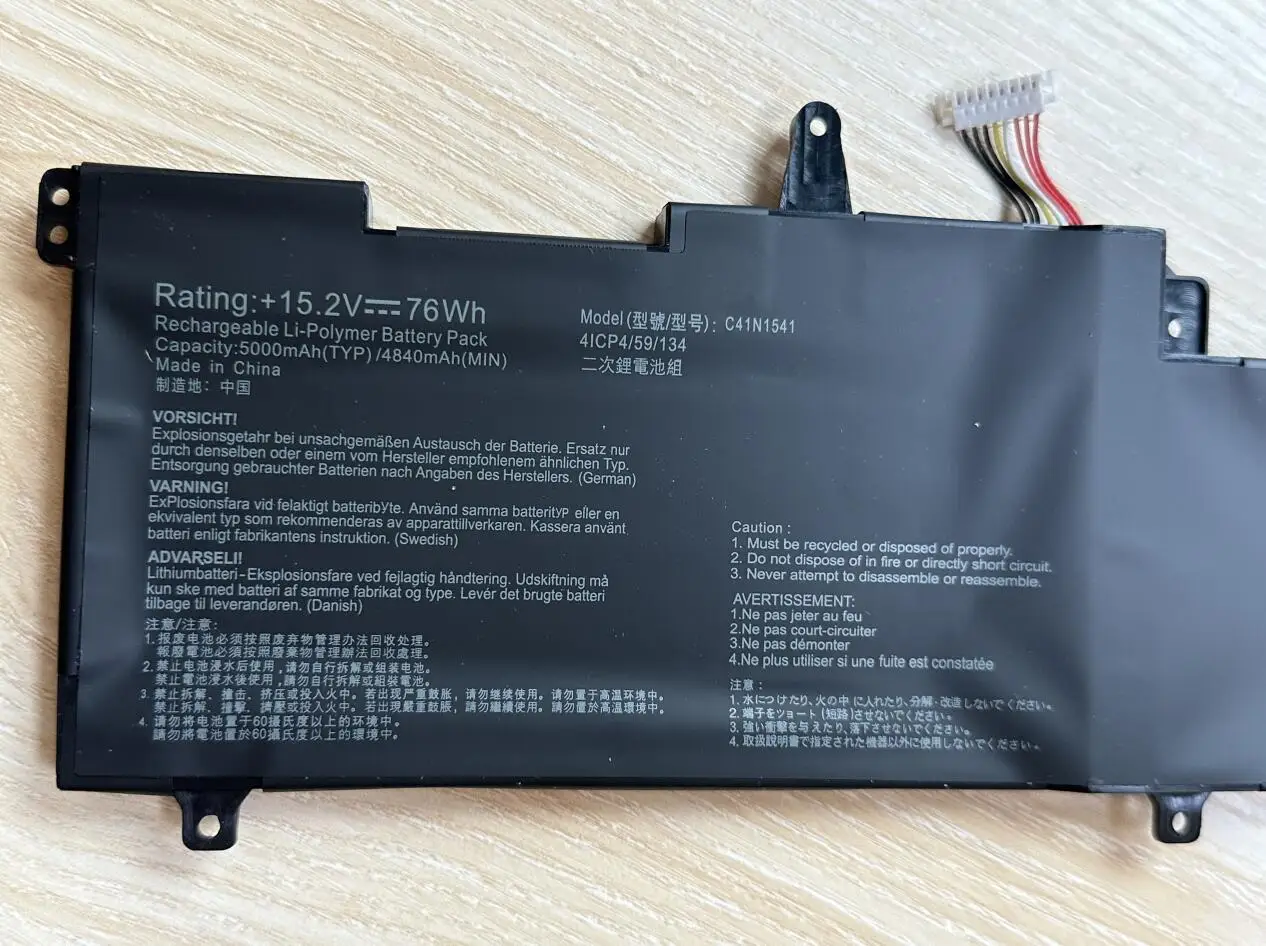 Rating:+15.2V⎓76Wh
Rechargeable Li-Polymer Battery Pack
Capacity:5000mAh(TYP)/4840mAh(MIN)
Made in China
制造地：中国
Model(型號/型号)：C41N1541
4ICP4/59/134
二次鋰電池組
VORSICHT!
Explosionsgetahr bei unsachgemäßen Austausch der Batterie. Ersatz nur
durch denselben oder einem vom Hersteller empfohlenem ähnlichen Typ.
Entsorgung gebrauchter Batterien nach Angaben des Herstellers. (German)
VARNING!
ExPlosionsfara vid felaktigt batteribyte. Använd samma batterityP eller en
ekvivalent typ som rekommenderas av apparattillverkaren. Kassera använt
batteri enligt fabrikantens instruktion. (Swedish)
ADVARSELI!
Lithiumbatteri-Eksplosionsfare ved fejlagtig håndtering. Udskiftning må
kun ske med batteri af samme fabrikat og type. Levér det brugte batteri
tilbage til leverandøren. (Danish)
注意/注意:
1. 报废电池必须按照废弃物管理办法回收处理。
報廢電池必須按照廢棄物管理辦法回收處理。
2. 禁止电池浸水后使用,请勿自行拆解或组装电池。
禁止電池浸水後使用,請勿自行拆解或組裝電池。
3. 禁止拆解、撞击、挤压或投入火中。若出现严重鼓胀，请勿继续使用。请勿置于高温环境中。
禁止拆解、撞擊、擠壓或投入火中。若出現嚴重鼓脹，請勿繼續使用。請勿置於高溫環境中。
4. 请勿将电池置于60攝氏度以上的环境中。
請勿將電池置於60攝氏度以上的環境中。
Caution :
1. Must be recycled or disposed of properly.
2. Do not dispose of in fire or directly short circuit.
3. Never attempt to disassemble or reassemble.
AVERTISSEMENT:
1.Ne pas jeter au feu
2.Ne pas court-circuiter
3.Ne pas démonter
4.Ne plus utiliser si une fuite est constatée
注意：
1. 水につけたり、火の中に入れたり、分解·改造しないでください。
2. 端子をツョート(短路)させないでください。
3. 強い衝撃を与えたり、落下させないでください。
4. 取扱説明書で指定された機器以外に使用しないでください。